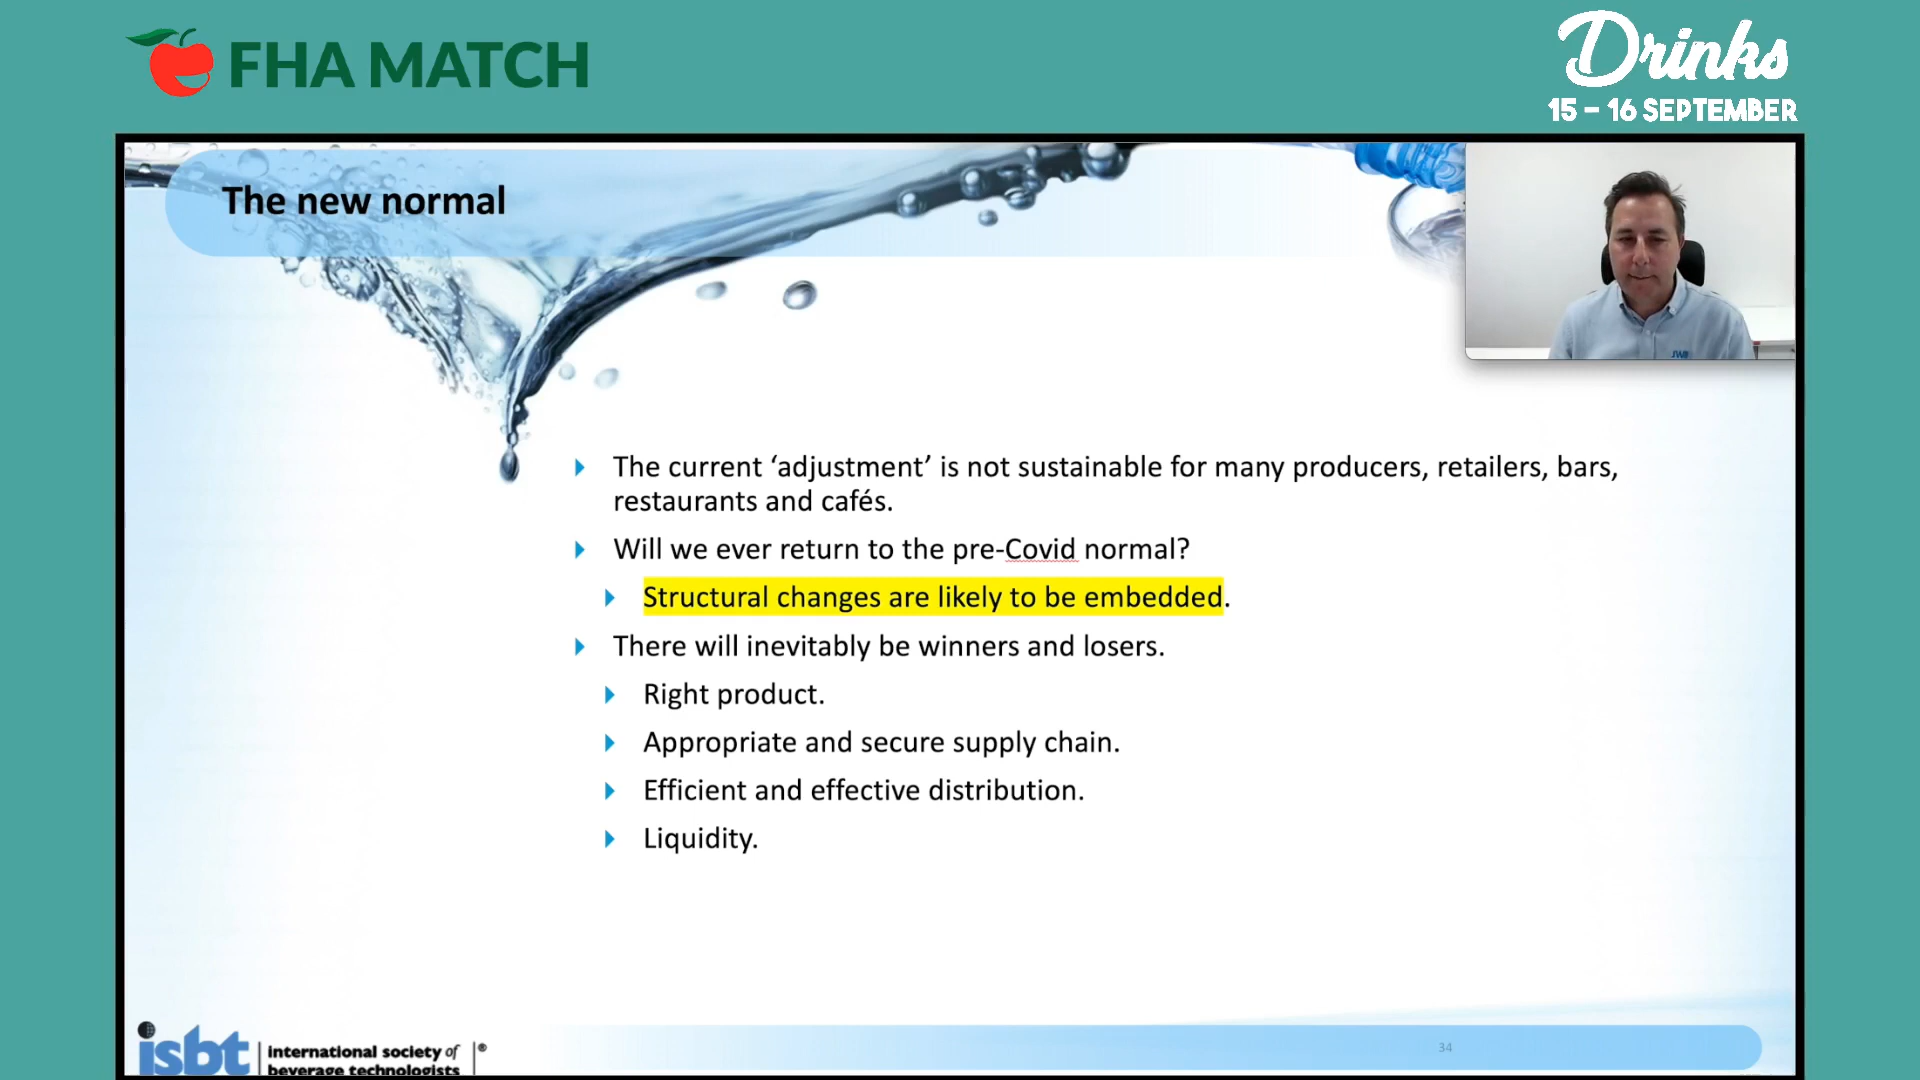 FHA MATCH
Drinks
15 – 16 SEPTEMBER
The new normal
JWB
The current ‘adjustment’ is not sustainable for many producers, retailers, bars,
restaurants and cafés.
Will we ever return to the pre-Covid normal?
Structural changes are likely to be embedded.
There will inevitably be winners and losers.
Right product.
Appropriate and secure supply chain.
Efficient and effective distribution.
Liquidity.
isbt
international society of
beverage technologists
®
34